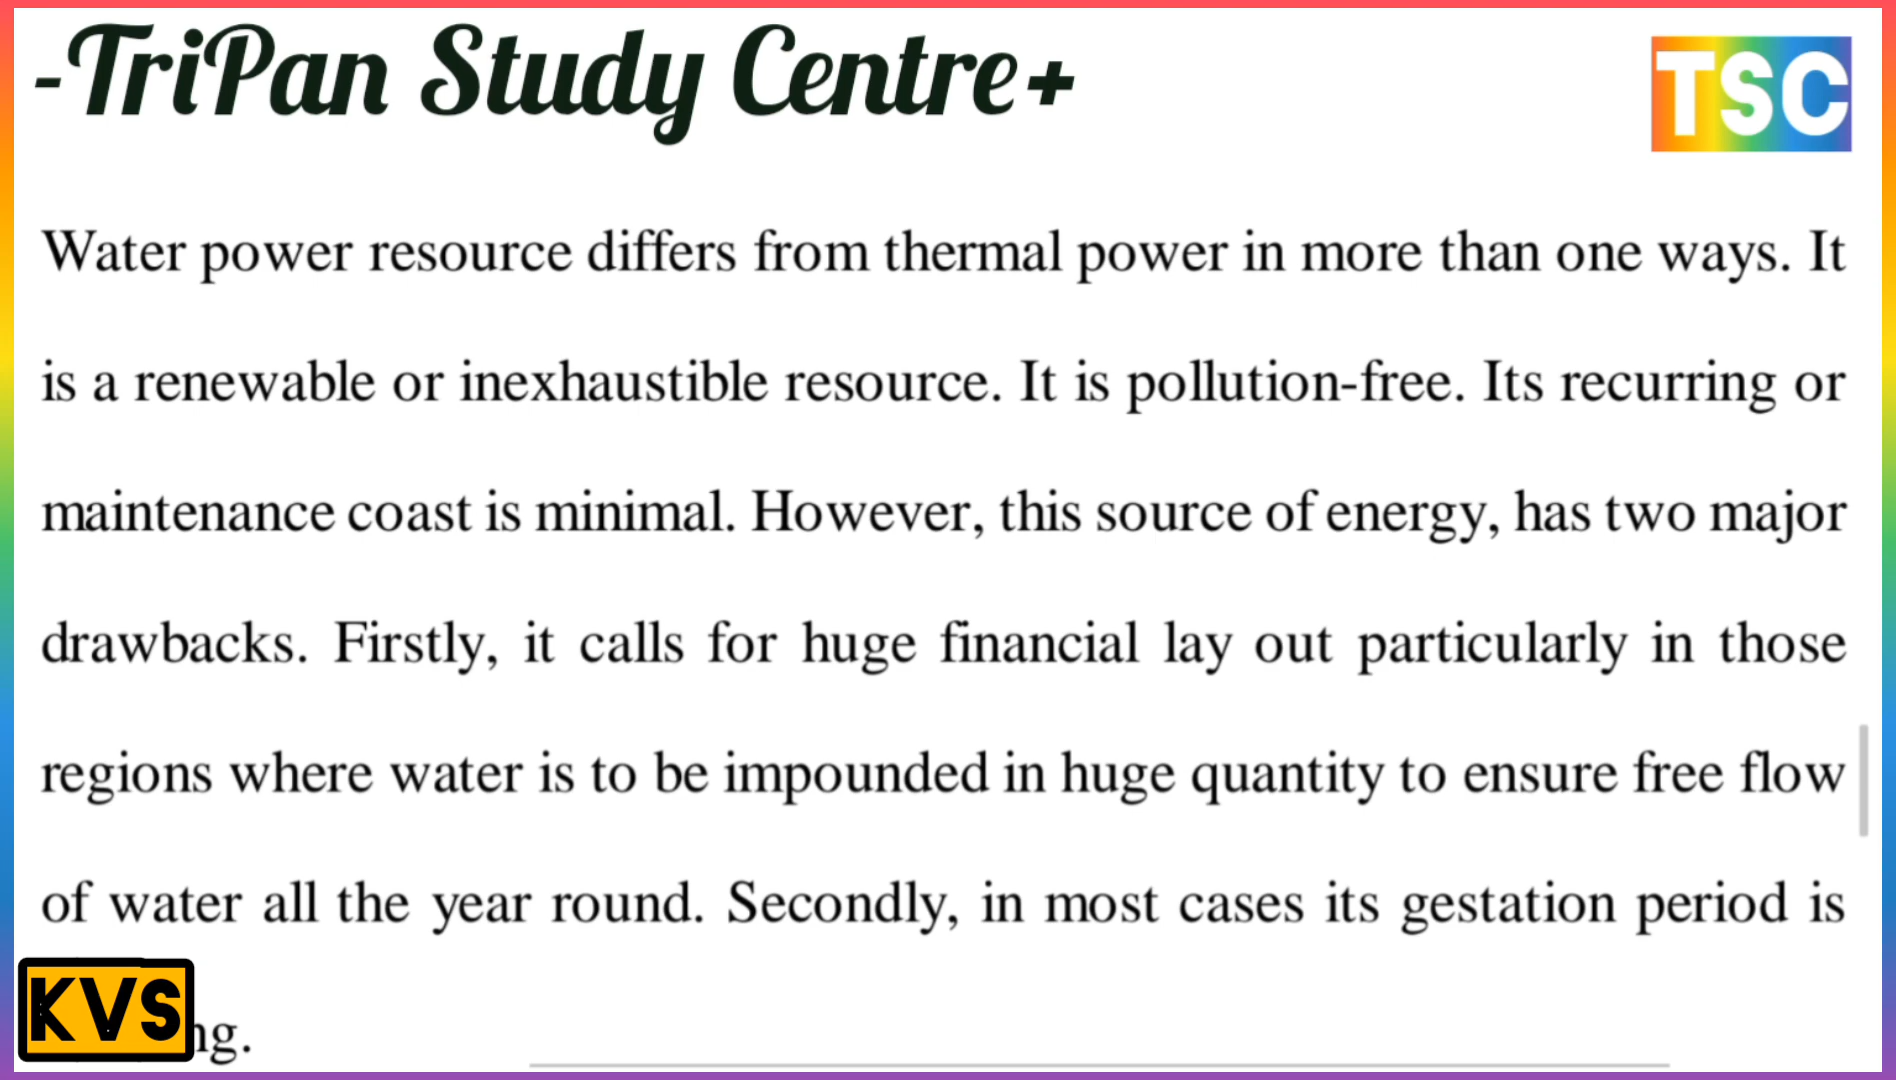 -TriPan Study Centre+
TSC
Water power resource differs from thermal power in more than one ways. It
is a renewable or inexhaustible resource. It is pollution-free. Its recurring or
maintenance coast is minimal. However, this source of energy, has two major
drawbacks. Firstly, it calls for huge financial lay out particularly in those
regions where water is to be impounded in huge quantity to ensure free flow
of water all the year round. Secondly, in most cases its gestation period is
KVS